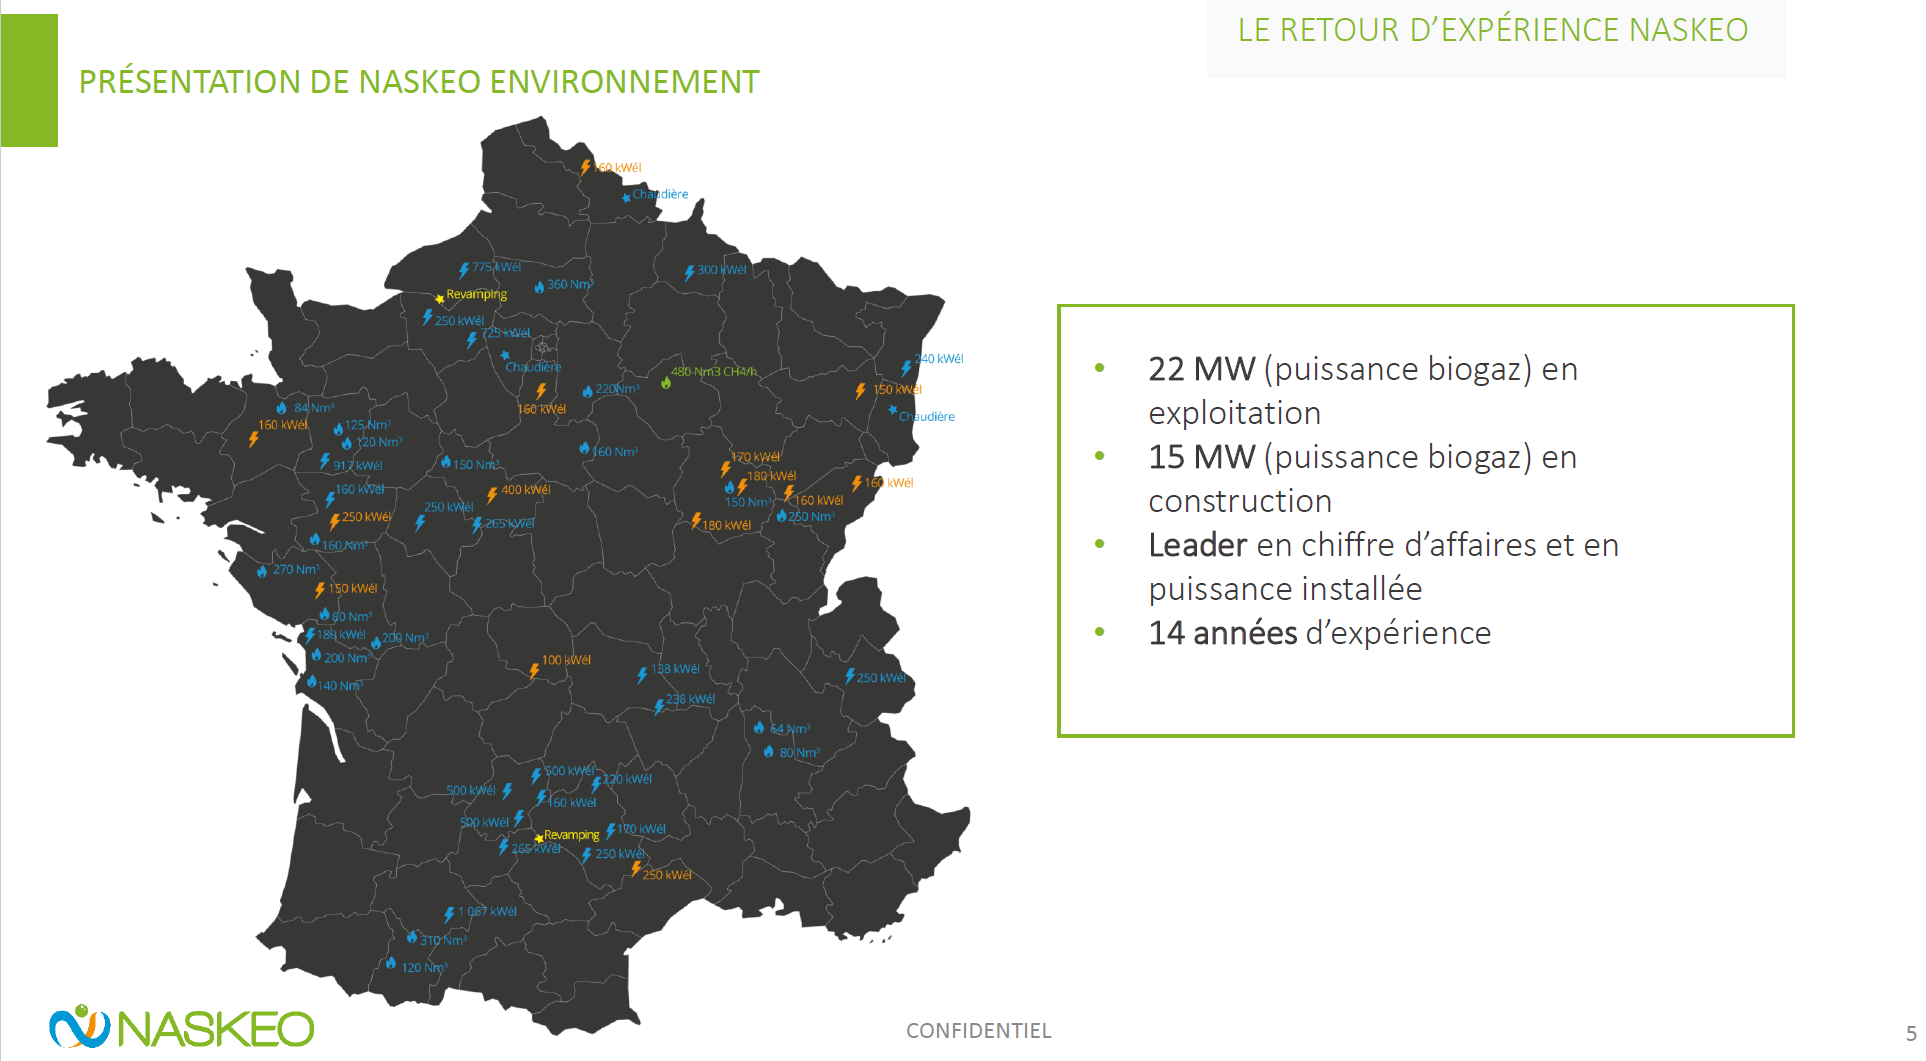 LE RETOUR D’EXPÉRIENCE NASKEO
PRÉSENTATION DE NASKEO ENVIRONNEMENT
160 kWél
Chaudière
775 kWél
300 kWél
360 Nm³
Revamping
250 kWél
725 kWél
240 kWél
Chaudière
480 Nm3 CH4/h
220Nm³
150 kWél
160 kWél
84 Nm³
Chaudière
160 kWél
125 Nm³
120 Nm³
160 Nm³
170 kWél
917 kWél
150 Nm³
180 kWél
160 kWél
160 kWél
400 kWél
150 Nm³
160 kWél
250 kWél
250 kWél
265 kWél
250 Nm³
180 kWél
160 Nm³
270 Nm³
150 kWél
80 Nm³
180 kWél
200 Nm³
200 Nm³
100 kWél
138 kWél
250 kWél
140 Nm³
238 kWél
64 Nm³
80 Nm³
500 kWél
220 kWél
500 kWél
160 kWél
500 kWél
170 kWél
Revamping
265 kWél
250 kWél
250 kWél
1 067 kWél
310 Nm³
120 Nm³
• 22 MW (puissance biogaz) en
exploitation
• 15 MW (puissance biogaz) en
construction
• Leader en chiffre d’affaires et en
puissance installée
• 14 années d’expérience
NASKEO
CONFIDENTIEL
5